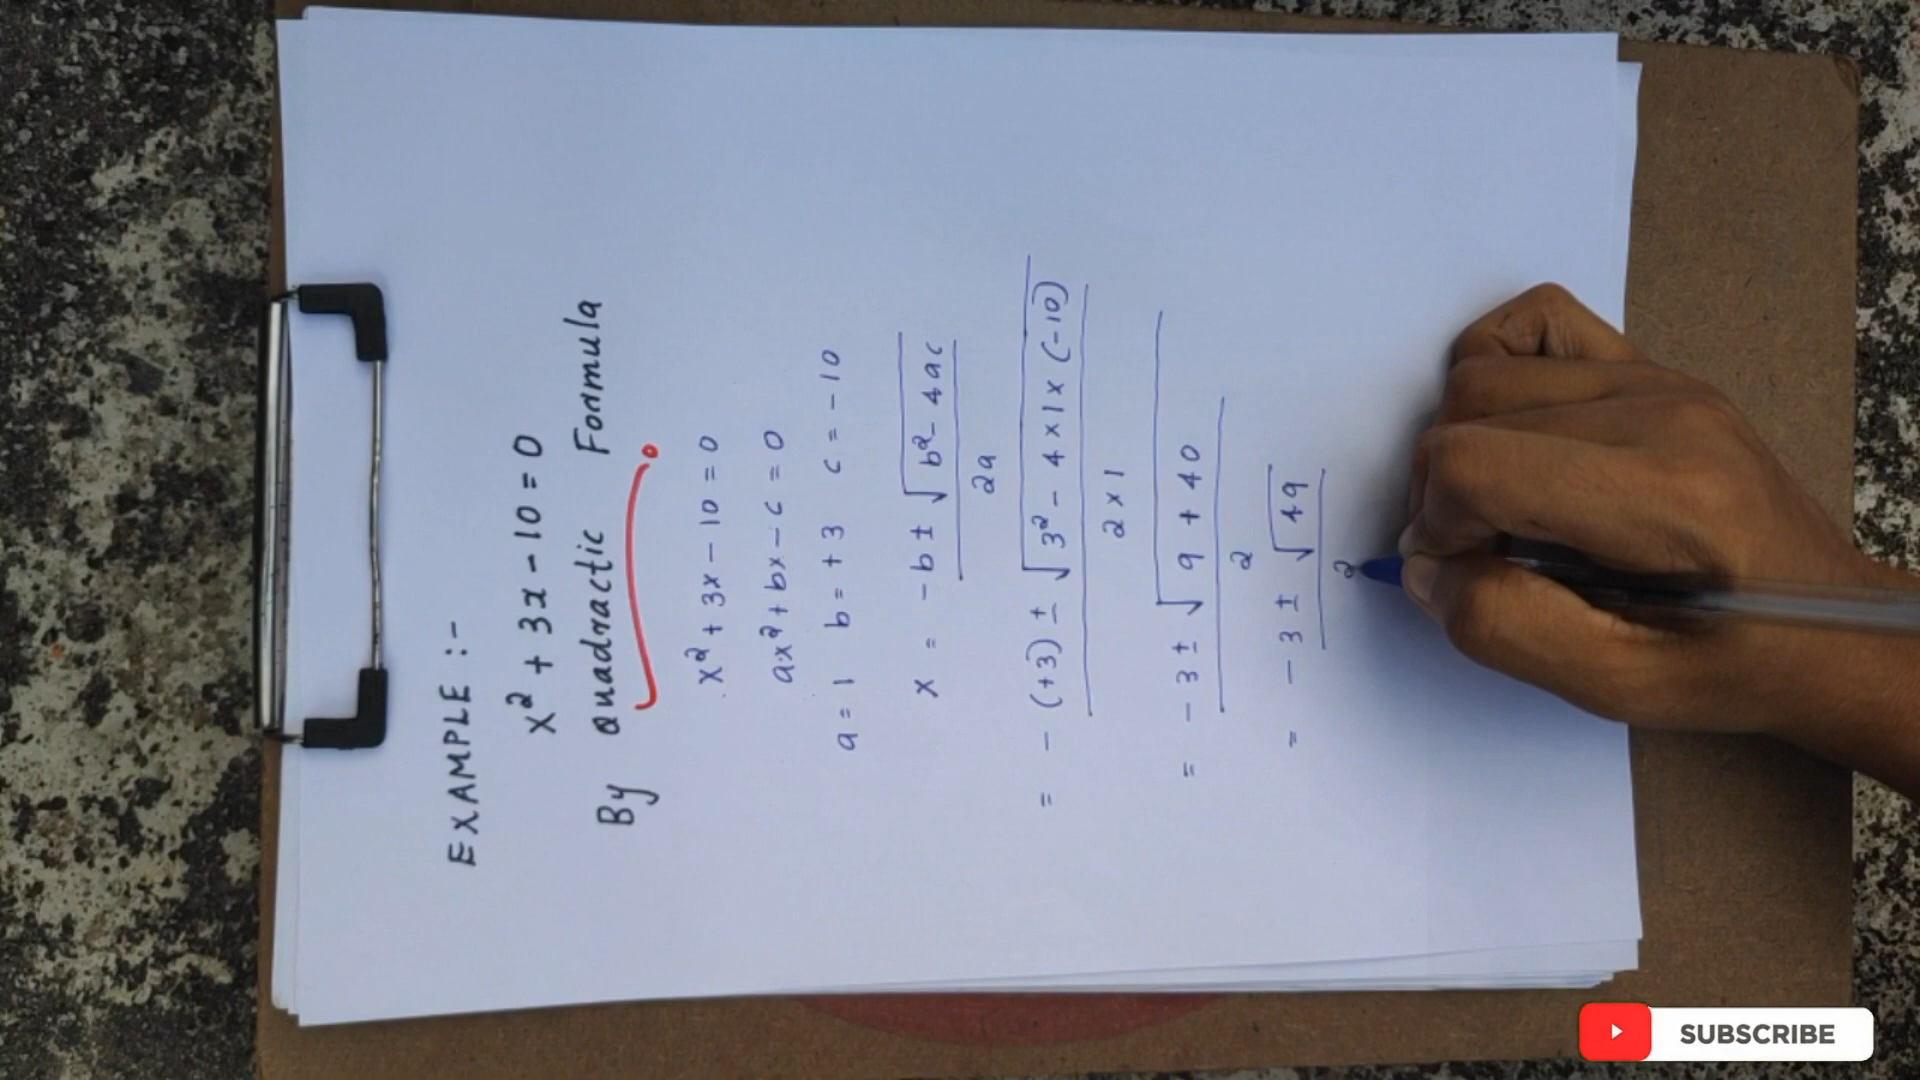 EXAMPLE :-
x² + 3x - 10 = 0
By Quadractic Formula
x² + 3x - 10 = 0
ax² + bx - c = 0
a = 1 b = +3 c = -10
x = -b ± √b² - 4ac
2a
= - (+3) ± √3² - 4 x 1 x (-10)
2 x 1
= - 3 ± √9 + 40
2
= - 3 ± √49
2
SUBSCRIBE